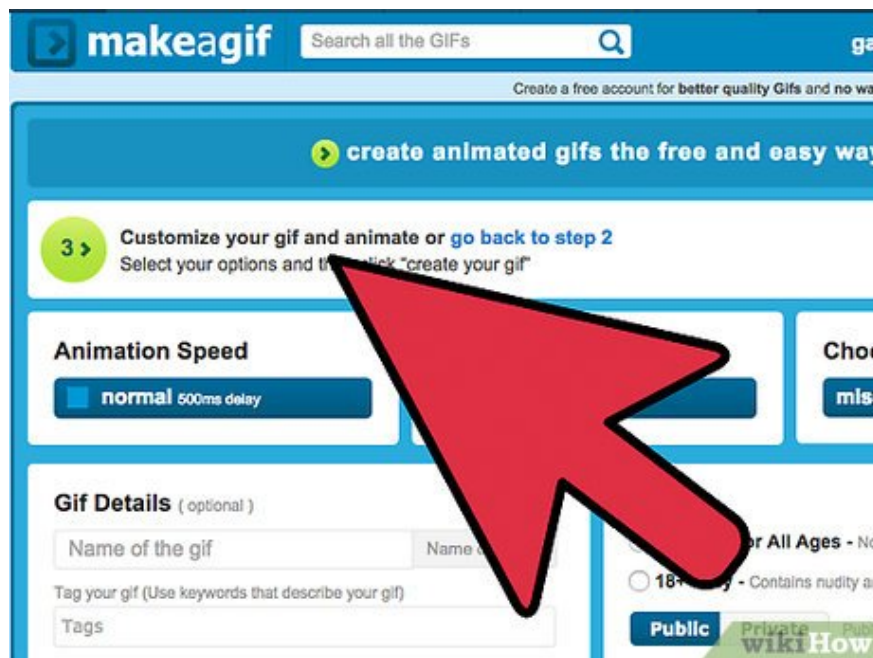 makeagif
Search all the GIFs
Create a free account for better quality Gifs and no
create animated gifs the free and easy way
3
Customize your gif and animate or go back to step 2
Select your options and click "create your gif"
Animation Speed
normal 500ms delay
Gif Details ( optional )
Name of the gif
Name
Tag your gif (Use keywords that describe your gif)
Tags
All Ages -
18+ - Contains nudity
Public
Private
wikiHow